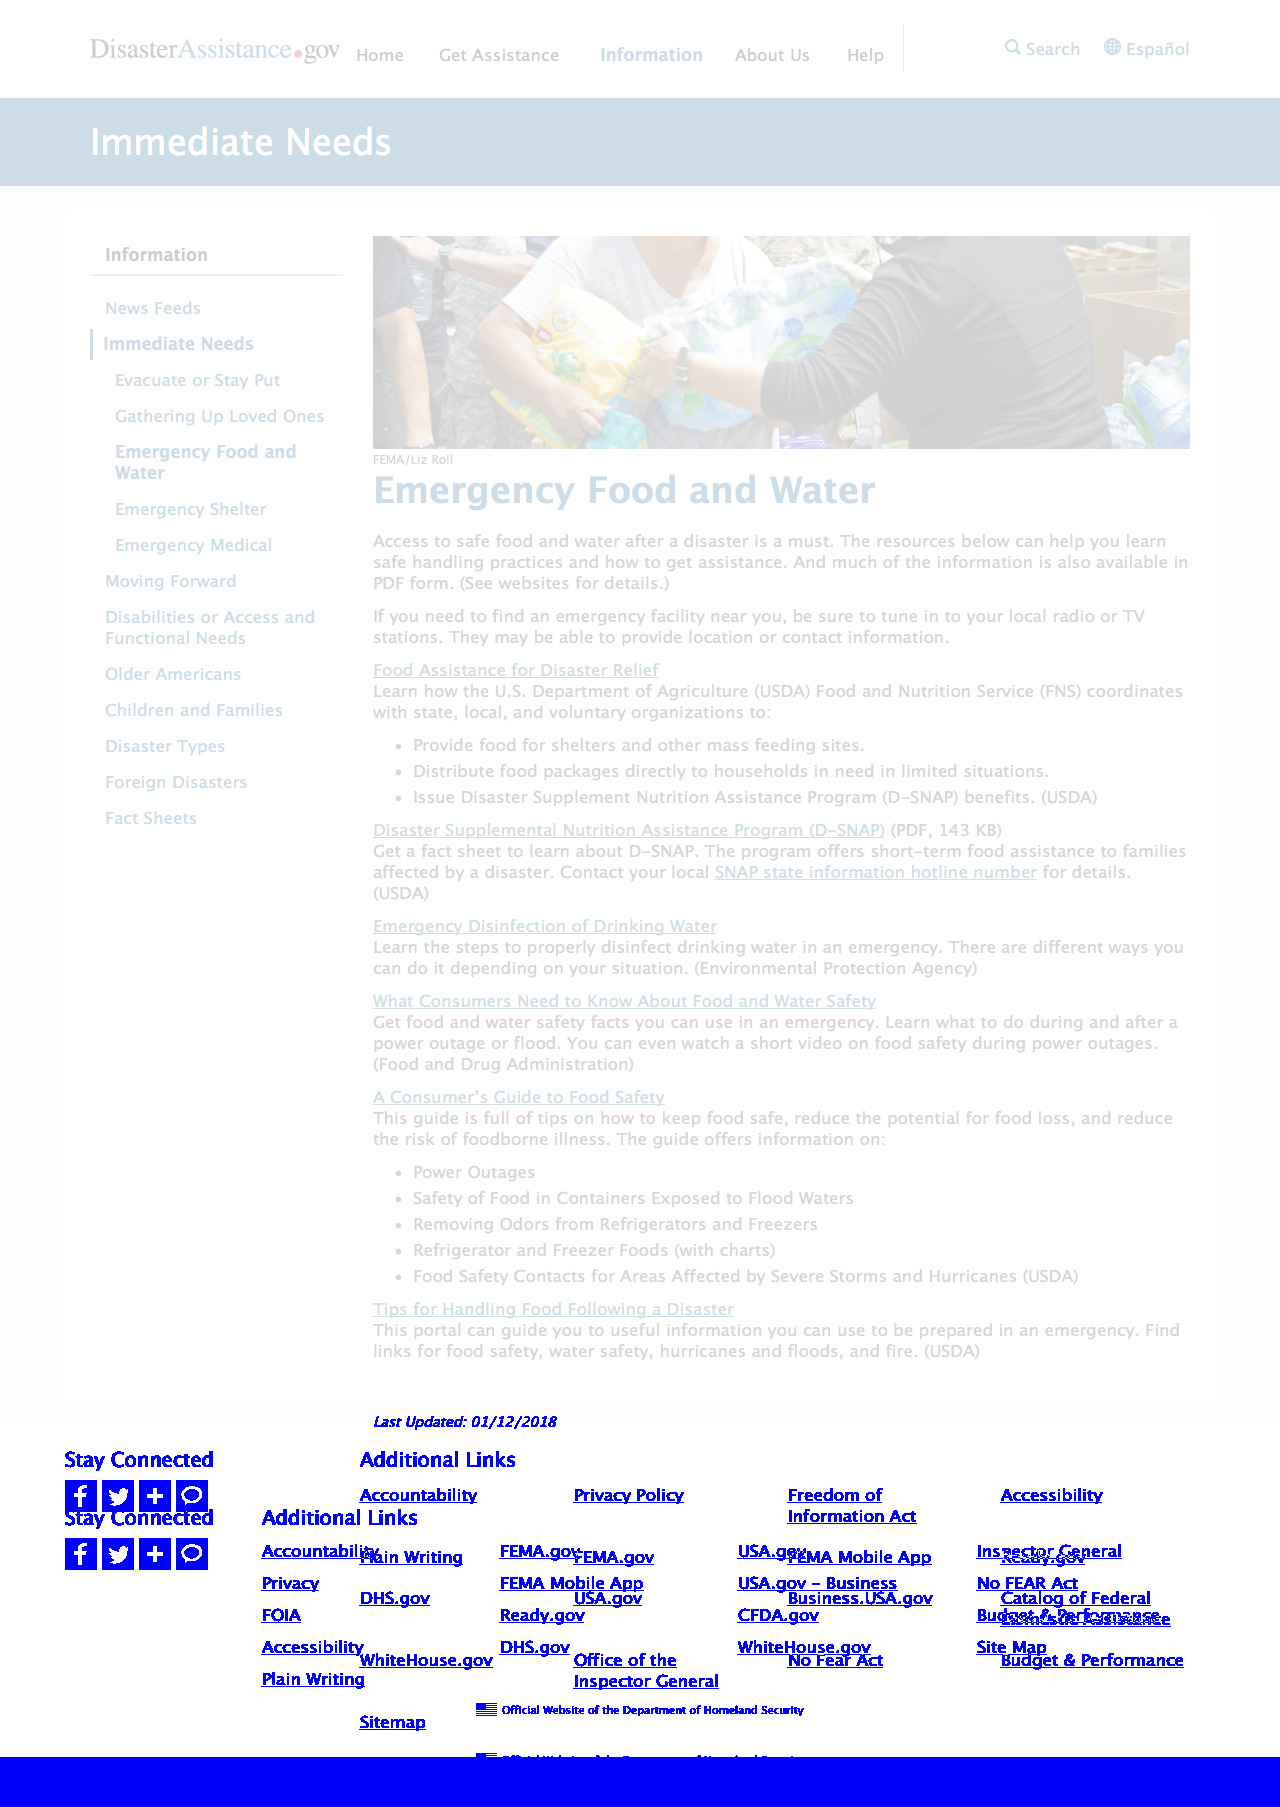 DisasterAssistance.gov
Home Get Assistance Information About Us Help
Search Español
Immediate Needs
Information
News Feeds
Immediate Needs
Evacuate or Stay Put
Gathering Up Loved Ones
Emergency Food and
Water
Emergency Shelter
Emergency Medical
Moving Forward
Disabilities or Access and
Functional Needs
Older Americans
Children and Families
Disaster Types
Foreign Disasters
Fact Sheets
FEMA/Liz Roll
Emergency Food and Water
Access to safe food and water after a disaster is a must. The resources below can help you learn
safe handling practices and how to get assistance. And much of the information is also available in
PDF form. (See websites for details.)
If you need to find an emergency facility near you, be sure to tune in to your local radio or TV
stations. They may be able to provide location or contact information.
Food Assistance for Disaster Relief
Learn how the U.S. Department of Agriculture (USDA) Food and Nutrition Service (FNS) coordinates
with state, local, and voluntary organizations to:
• Provide food for shelters and other mass feeding sites.
• Distribute food packages directly to households in need in limited situations.
• Issue Disaster Supplement Nutrition Assistance Program (D-SNAP) benefits. (USDA)
Disaster Supplemental Nutrition Assistance Program (D-SNAP) (PDF, 143 KB)
Get a fact sheet to learn about D-SNAP. The program offers short-term food assistance to families
affected by a disaster. Contact your local SNAP state information hotline number for details.
(USDA)
Emergency Disinfection of Drinking Water
Learn the steps to properly disinfect drinking water in an emergency. There are different ways you
can do it depending on your situation. (Environmental Protection Agency)
What Consumers Need to Know About Food and Water Safety
Get food and water safety facts you can use in an emergency. Learn what to do during and after a
power outage or flood. You can even watch a short video on food safety during power outages.
(Food and Drug Administration)
A Consumer's Guide to Food Safety
This guide is full of tips on how to keep food safe, reduce the potential for food loss, and reduce
the risk of foodborne illness. The guide offers information on:
• Power Outages
• Safety of Food in Containers Exposed to Flood Waters
• Removing Odors from Refrigerators and Freezers
• Refrigerator and Freezer Foods (with charts)
• Food Safety Contacts for Areas Affected by Severe Storms and Hurricanes (USDA)
Tips for Handling Food Following a Disaster
This portal can guide you to useful information you can use to be prepared in an emergency. Find
links for food safety, water safety, hurricanes and floods, and fire. (USDA)
Last Updated: 01/12/2018
Stay Connected Additional Links
Accountability Privacy Policy Freedom of Accessibility
Information Act
Stay Connected Additional Links
Accountability FEMA.gov USA.gov Inspector General
Plain Writing FEMA.gov FEMA Mobile App Ready.gov
Privacy FEMA Mobile App USA.gov - Business No FEAR Act
DHS.gov USA.gov Business.USA.gov Catalog of Federal
Domestic Assistance
FOIA Ready.gov CFDA.gov Budget & Performance
Accessibility DHS.gov WhiteHouse.gov Site Map
WhiteHouse.gov Office of the No Fear Act Budget & Performance
Inspector General
Plain Writing
Official Website of the Department of Homeland Security
Sitemap